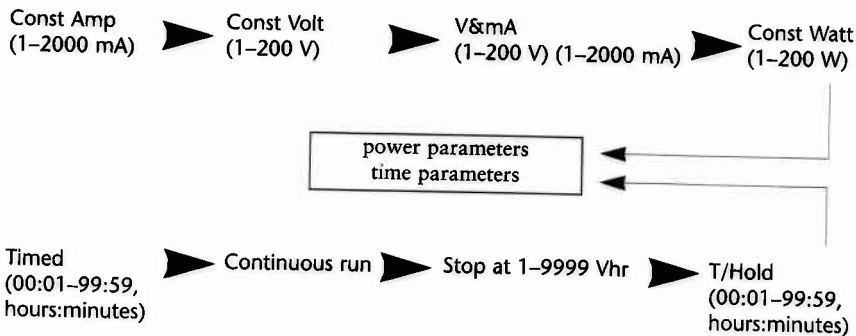 Const Amp
(1–2000 mA)
Const Volt
(1–200 V)
V&mA
(1–200 V) (1–2000 mA)
Const Watt
(1–200 W)
power parameters
time parameters
Timed
(00:01–99:59,
hours:minutes)
Continuous run
Stop at 1–9999 Vhr
T/Hold
(00:01–99:59,
hours:minutes)